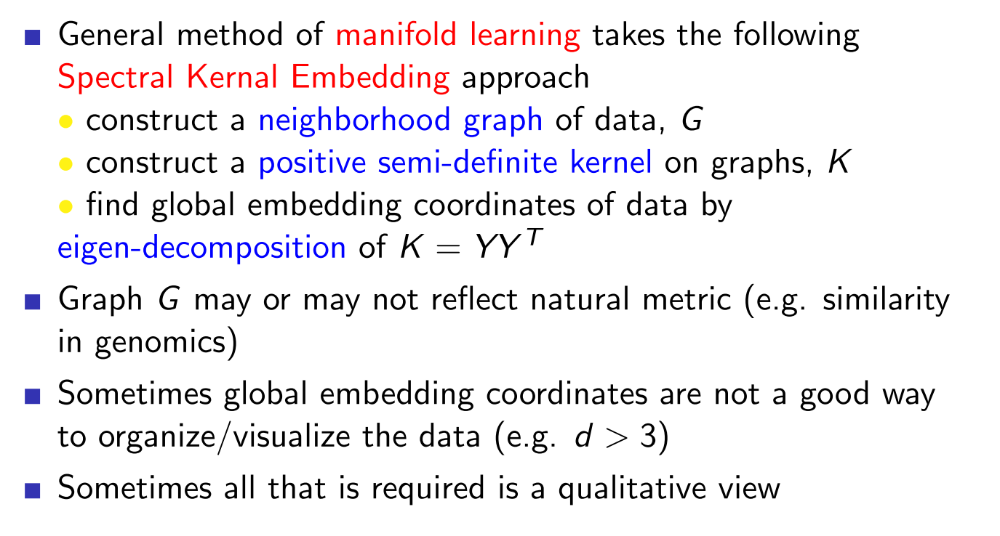 General method of manifold learning takes the following
Spectral Kernal Embedding approach
• construct a neighborhood graph of data, G
• construct a positive semi-definite kernel on graphs, K
• find global embedding coordinates of data by
eigen-decomposition of K = YY^T
Graph G may or may not reflect natural metric (e.g. similarity
in genomics)
Sometimes global embedding coordinates are not a good way
to organize/visualize the data (e.g. d > 3)
Sometimes all that is required is a qualitative view